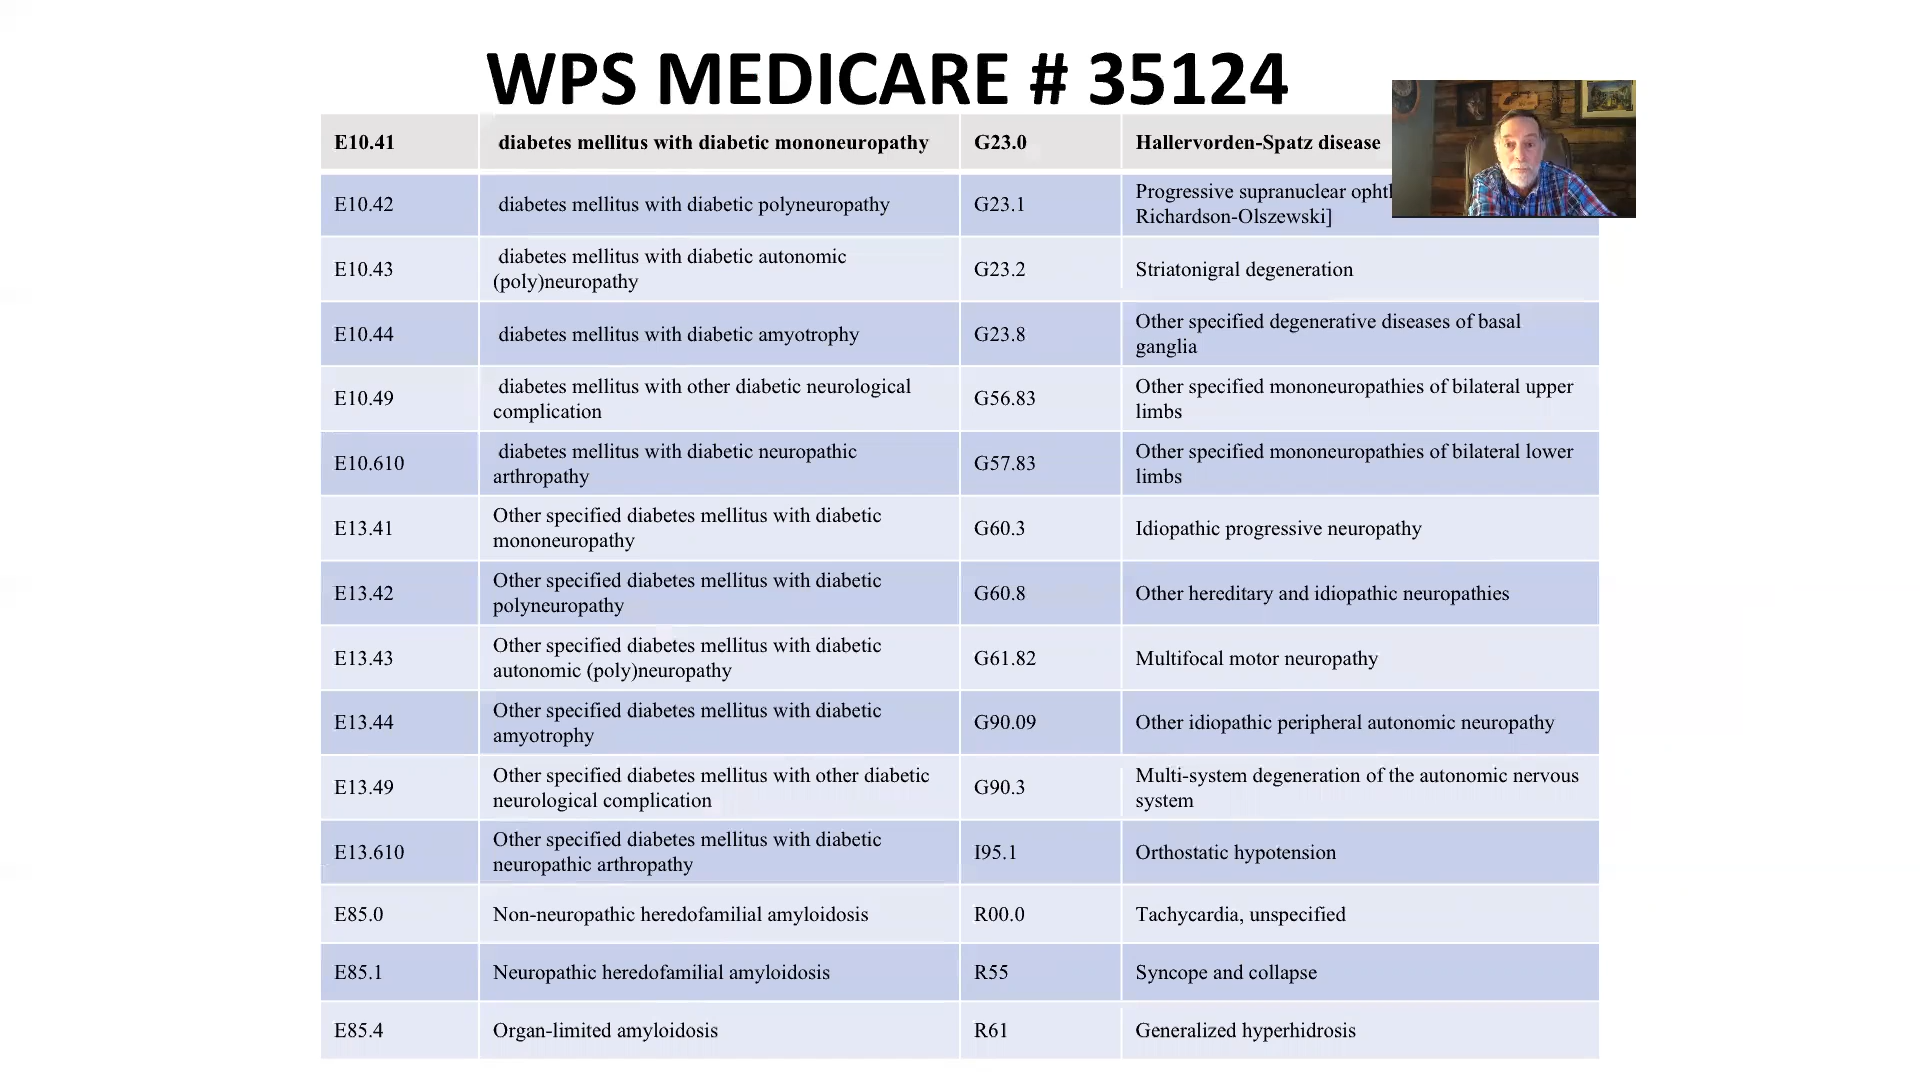 WPS MEDICARE # 35124
E10.41 diabetes mellitus with diabetic mononeuropathy G23.0 Hallervorden-Spatz disease
E10.42 diabetes mellitus with diabetic polyneuropathy G23.1 Progressive supranuclear
Richardson-Olszewski]
E10.43 diabetes mellitus with diabetic autonomic
(poly)neuropathy G23.2 Striatonigral degeneration
E10.44 diabetes mellitus with diabetic amyotrophy G23.8 Other specified degenerative diseases of basal
ganglia
E10.49 diabetes mellitus with other diabetic neurological
complication G56.83 Other specified mononeuropathies of bilateral upper
limbs
E10.610 diabetes mellitus with diabetic neuropathic
arthropathy G57.83 Other specified mononeuropathies of bilateral lower
limbs
E13.41 Other specified diabetes mellitus with diabetic
mononeuropathy G60.3 Idiopathic progressive neuropathy
E13.42 Other specified diabetes mellitus with diabetic
polyneuropathy G60.8 Other hereditary and idiopathic neuropathies
E13.43 Other specified diabetes mellitus with diabetic
autonomic (poly)neuropathy G61.82 Multifocal motor neuropathy
E13.44 Other specified diabetes mellitus with diabetic
amyotrophy G90.09 Other idiopathic peripheral autonomic neuropathy
E13.49 Other specified diabetes mellitus with other diabetic
neurological complication G90.3 Multi-system degeneration of the autonomic nervous
system
E13.610 Other specified diabetes mellitus with diabetic
neuropathic arthropathy I95.1 Orthostatic hypotension
E85.0 Non-neuropathic heredofamilial amyloidosis R00.0 Tachycardia, unspecified
E85.1 Neuropathic heredofamilial amyloidosis R55 Syncope and collapse
E85.4 Organ-limited amyloidosis R61 Generalized hyperhidrosis